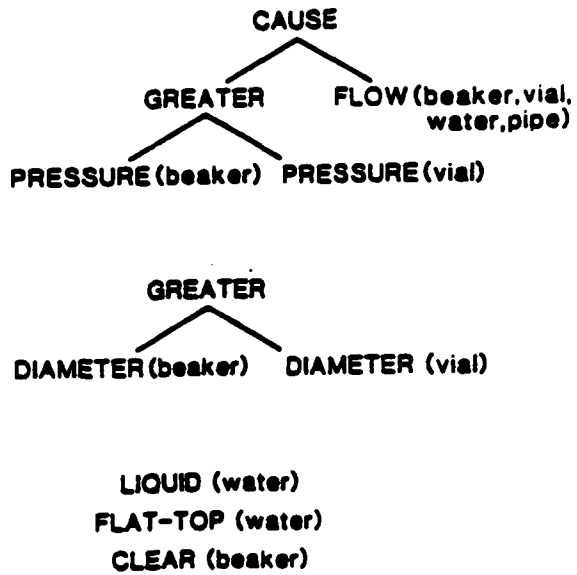 CAUSE
GREATER FLOW(beaker,vial,
water,pipe)
PRESSURE(beaker) PRESSURE(vial)
GREATER
DIAMETER(beaker) DIAMETER (vial)
LIQUID (water)
FLAT-TOP (water)
CLEAR (beaker)